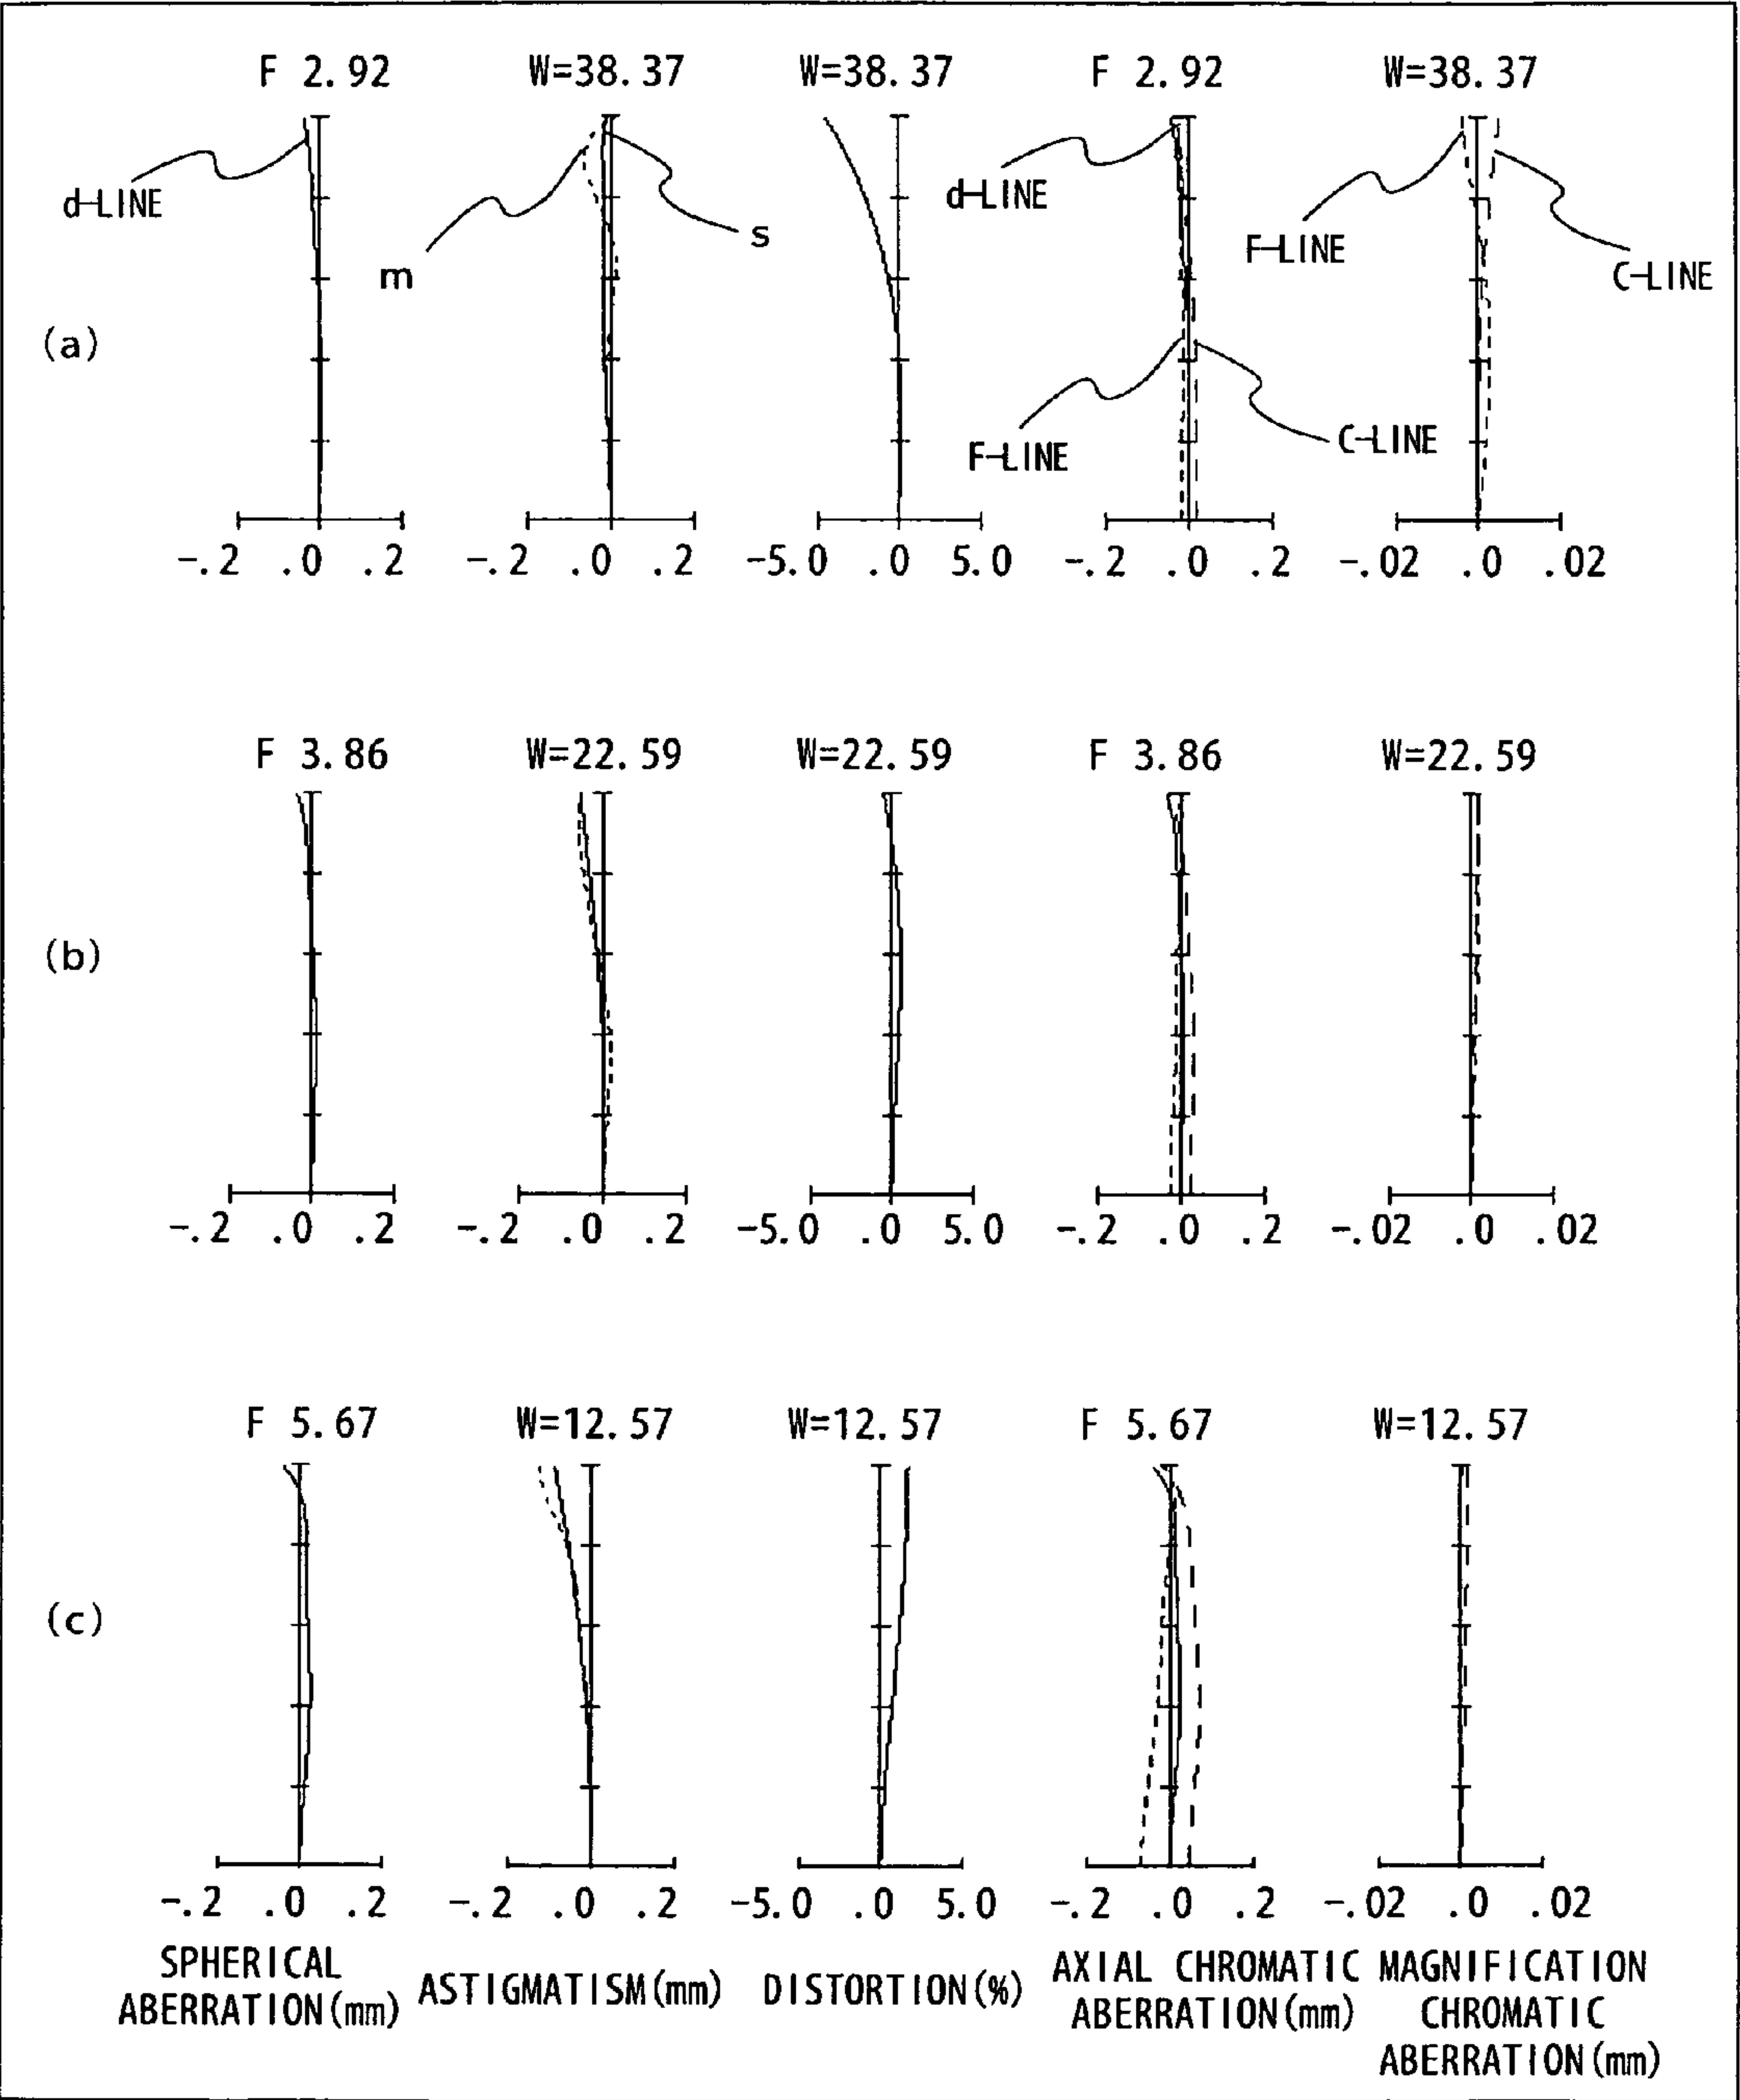 F 2.92 W=38.37 W=38.37 F 2.92 W=38.37
d-LINE m s d-LINE F-LINE C-LINE F-LINE C-LINE
(a)
-.2 .0 .2 -.2 .0 .2 -5.0 .0 5.0 -.2 .0 .2 -.02 .0 .02
F 3.86 W=22.59 W=22.59 F 3.86 W=22.59
(b)
-.2 .0 .2 -.2 .0 .2 -5.0 .0 5.0 -.2 .0 .2 -.02 .0 .02
F 5.67 W=12.57 W=12.57 F 5.67 W=12.57
(c)
-.2 .0 .2 -.2 .0 .2 -5.0 .0 5.0 -.2 .0 .2 -.02 .0 .02
SPHERICAL
ABERRATION(mm)
ASTIGMATISM(mm)
DISTORTION(%)
AXIAL CHROMATIC
ABERRATION(mm)
MAGNIFICATION
CHROMATIC
ABERRATION(mm)